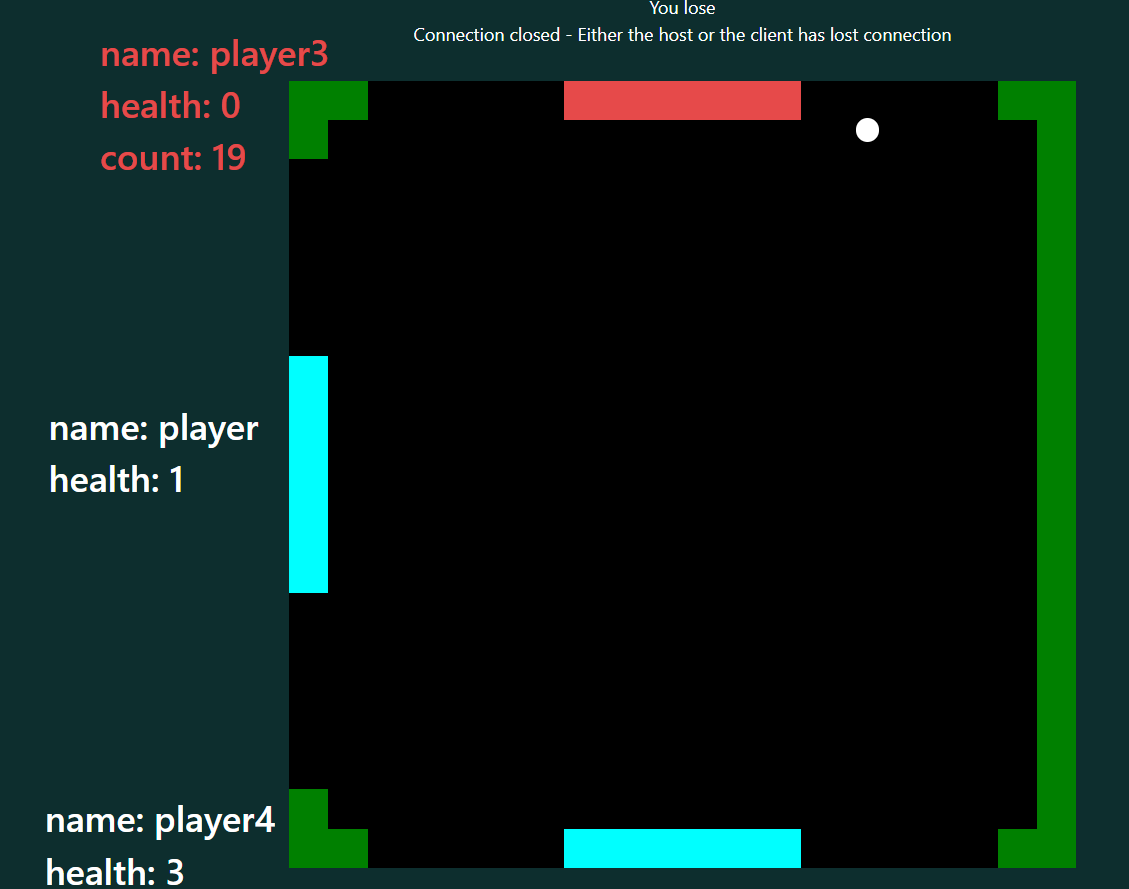 You lose
Connection closed - Either the host or the client has lost connection
name: player3
health: 0
count: 19
name: player
health: 1
name: player4
health: 3